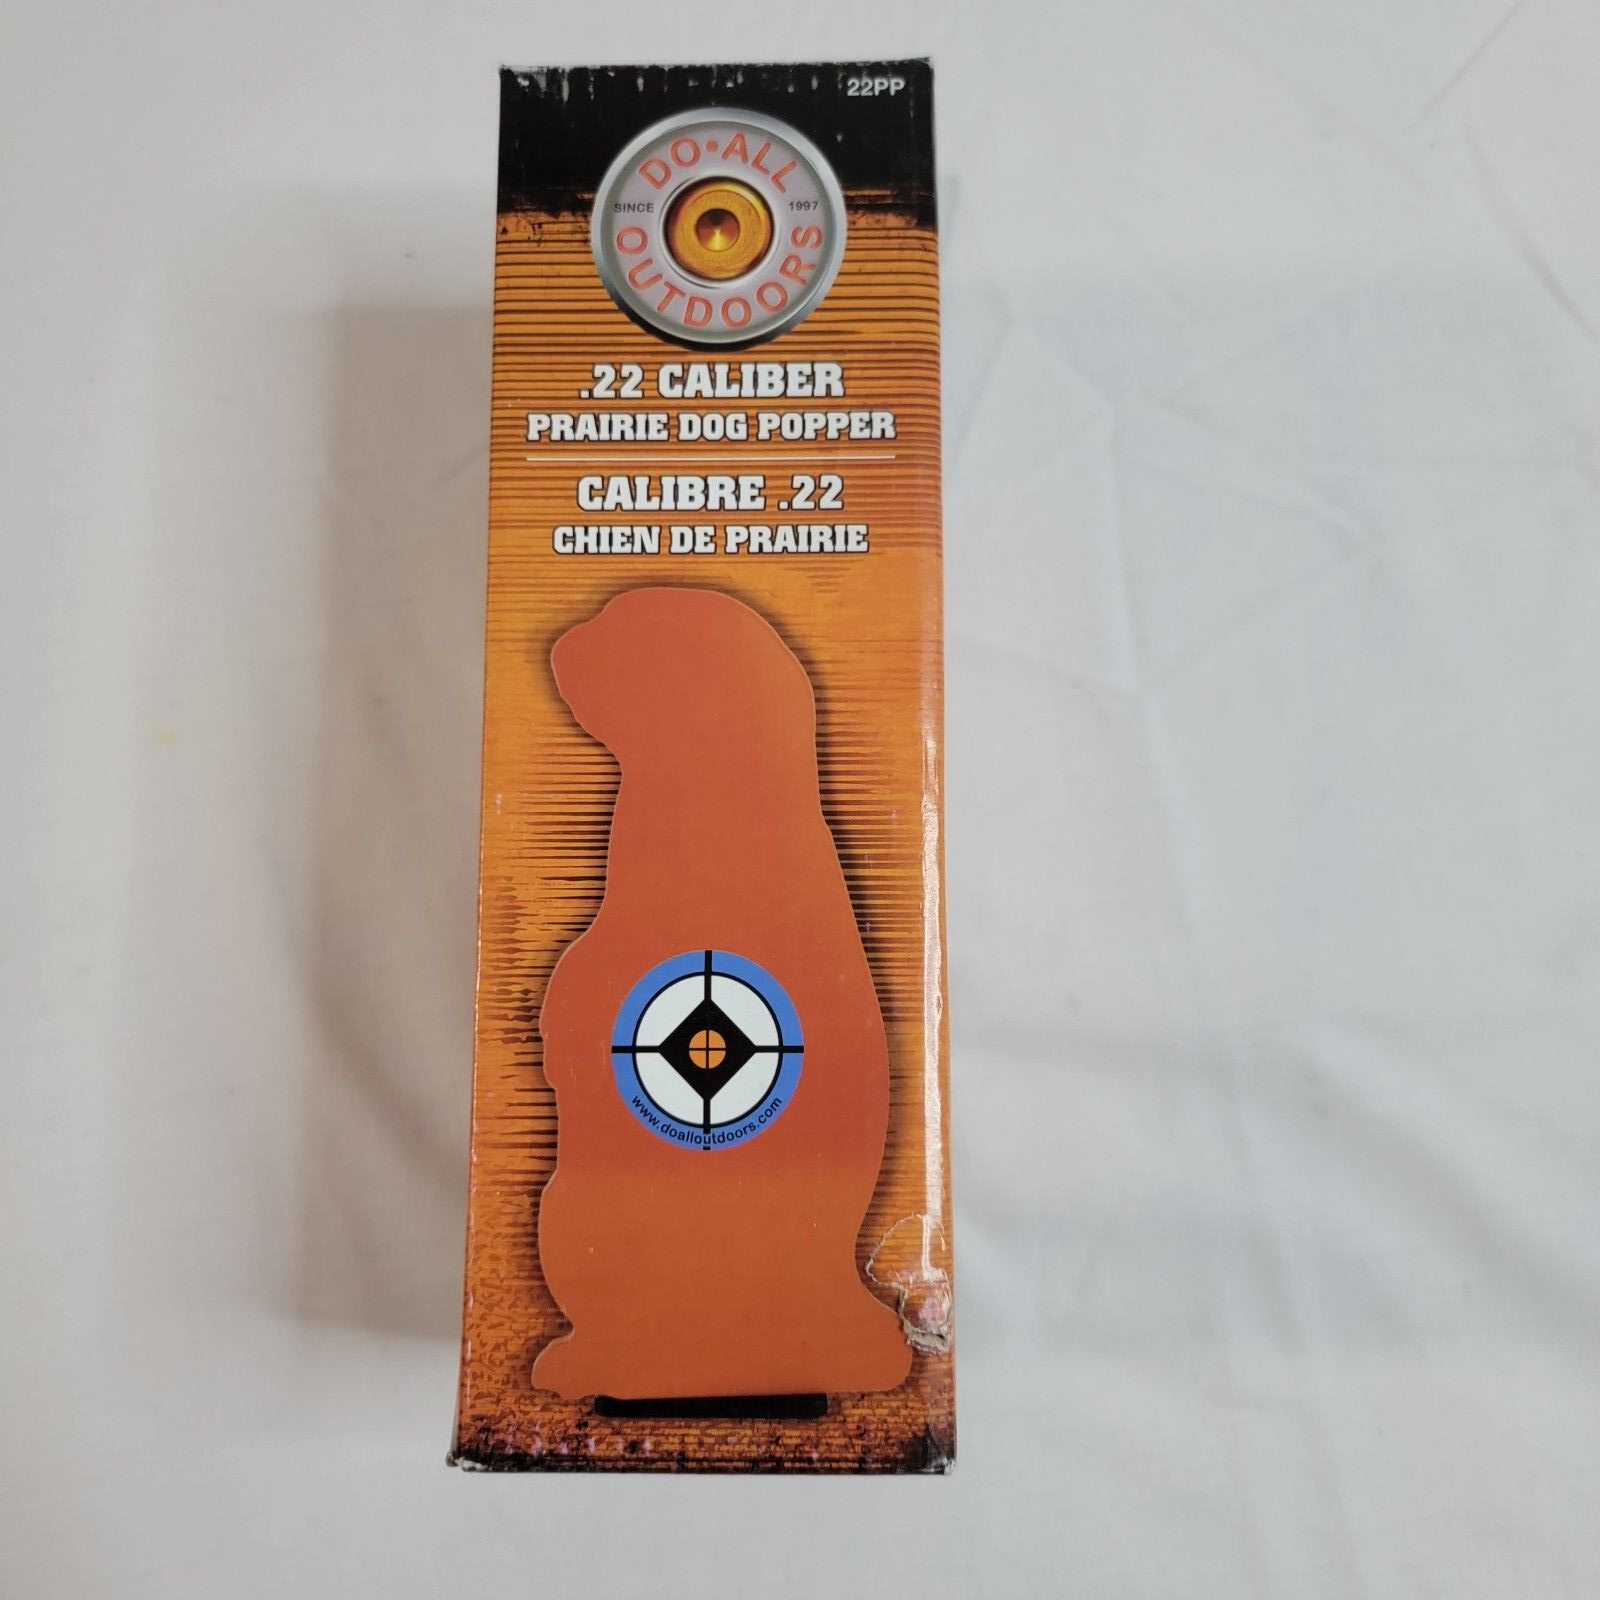 22PP
DO•ALL
SINCE 1997
OUTDOORS
.22 CALIBER
PRAIRIE DOG POPPER
CALIBRE .22
CHIEN DE PRAIRIE
www.doalloutdoors.com